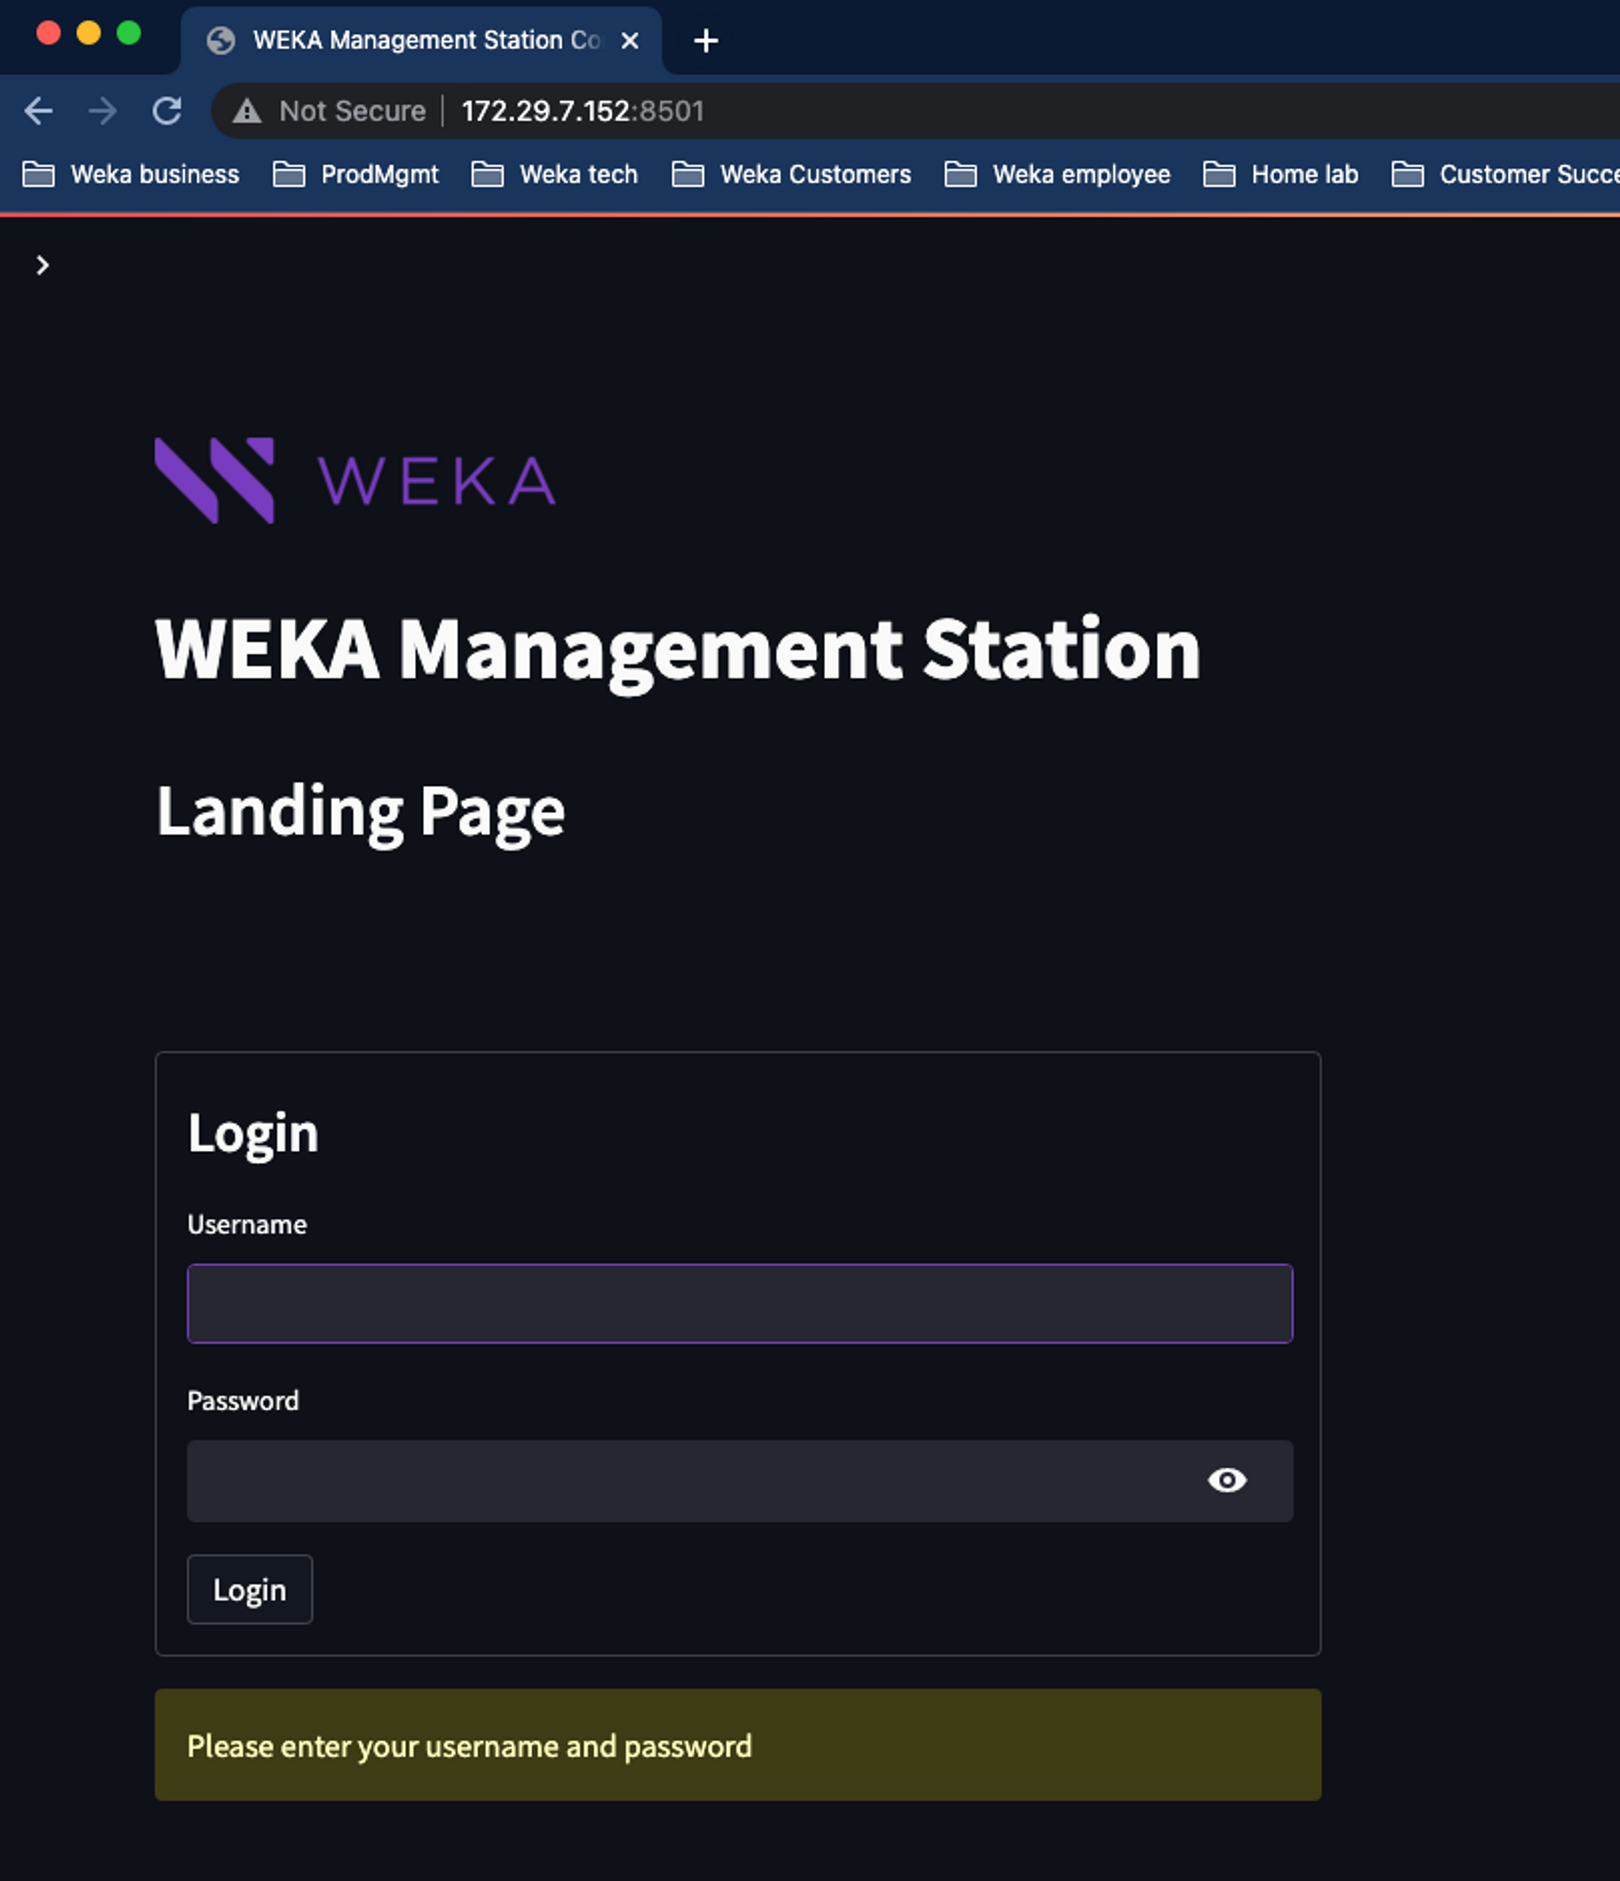 WEKA Management Station Co
Not Secure 172.29.7.152:8501
Weka business ProdMgmt Weka tech Weka Customers Weka employee Home lab Customer Succe
WEKA
WEKA Management Station
Landing Page
Login
Username
Password
Login
Please enter your username and password